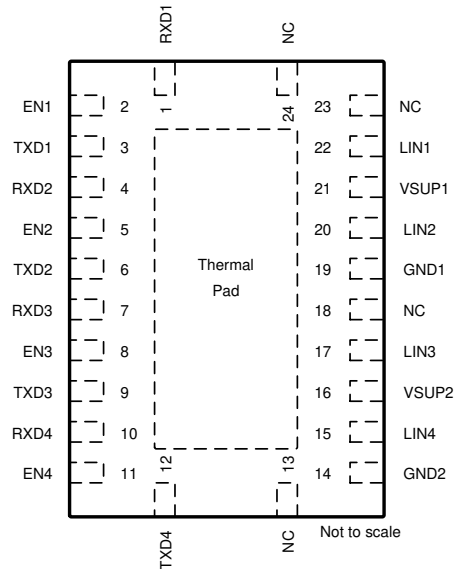 RXD1 NC
1 24
EN1 2 23 NC
TXD1 3 22 LIN1
RXD2 4 21 VSUP1
EN2 5 20 LIN2
TXD2 6 19 GND1
Thermal
Pad
RXD3 7 18 NC
EN3 8 17 LIN3
TXD3 9 16 VSUP2
RXD4 10 15 LIN4
EN4 11 14 GND2
12 13
TXD4 NC
Not to scale